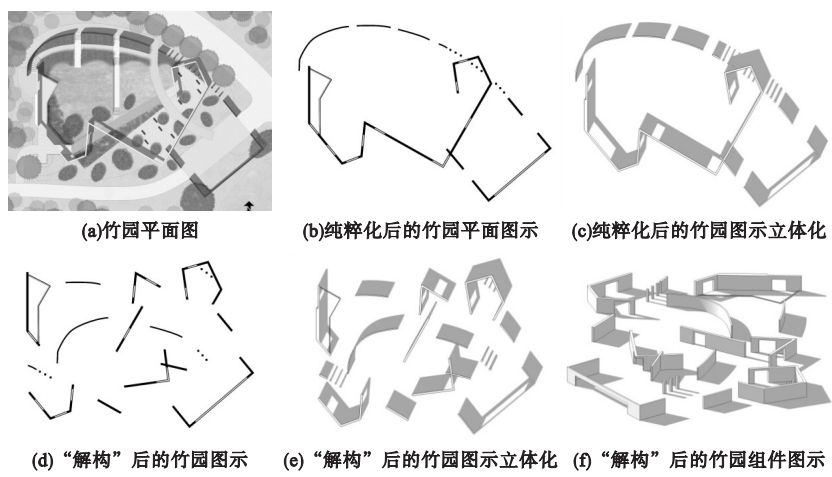 (a)竹园平面图
(b)纯粹化后的竹园平面图示
(c)纯粹化后的竹园图示立体化
(d)“解构”后的竹园图示
(e)“解构”后的竹园图示立体化
(f)“解构”后的竹园组件图示